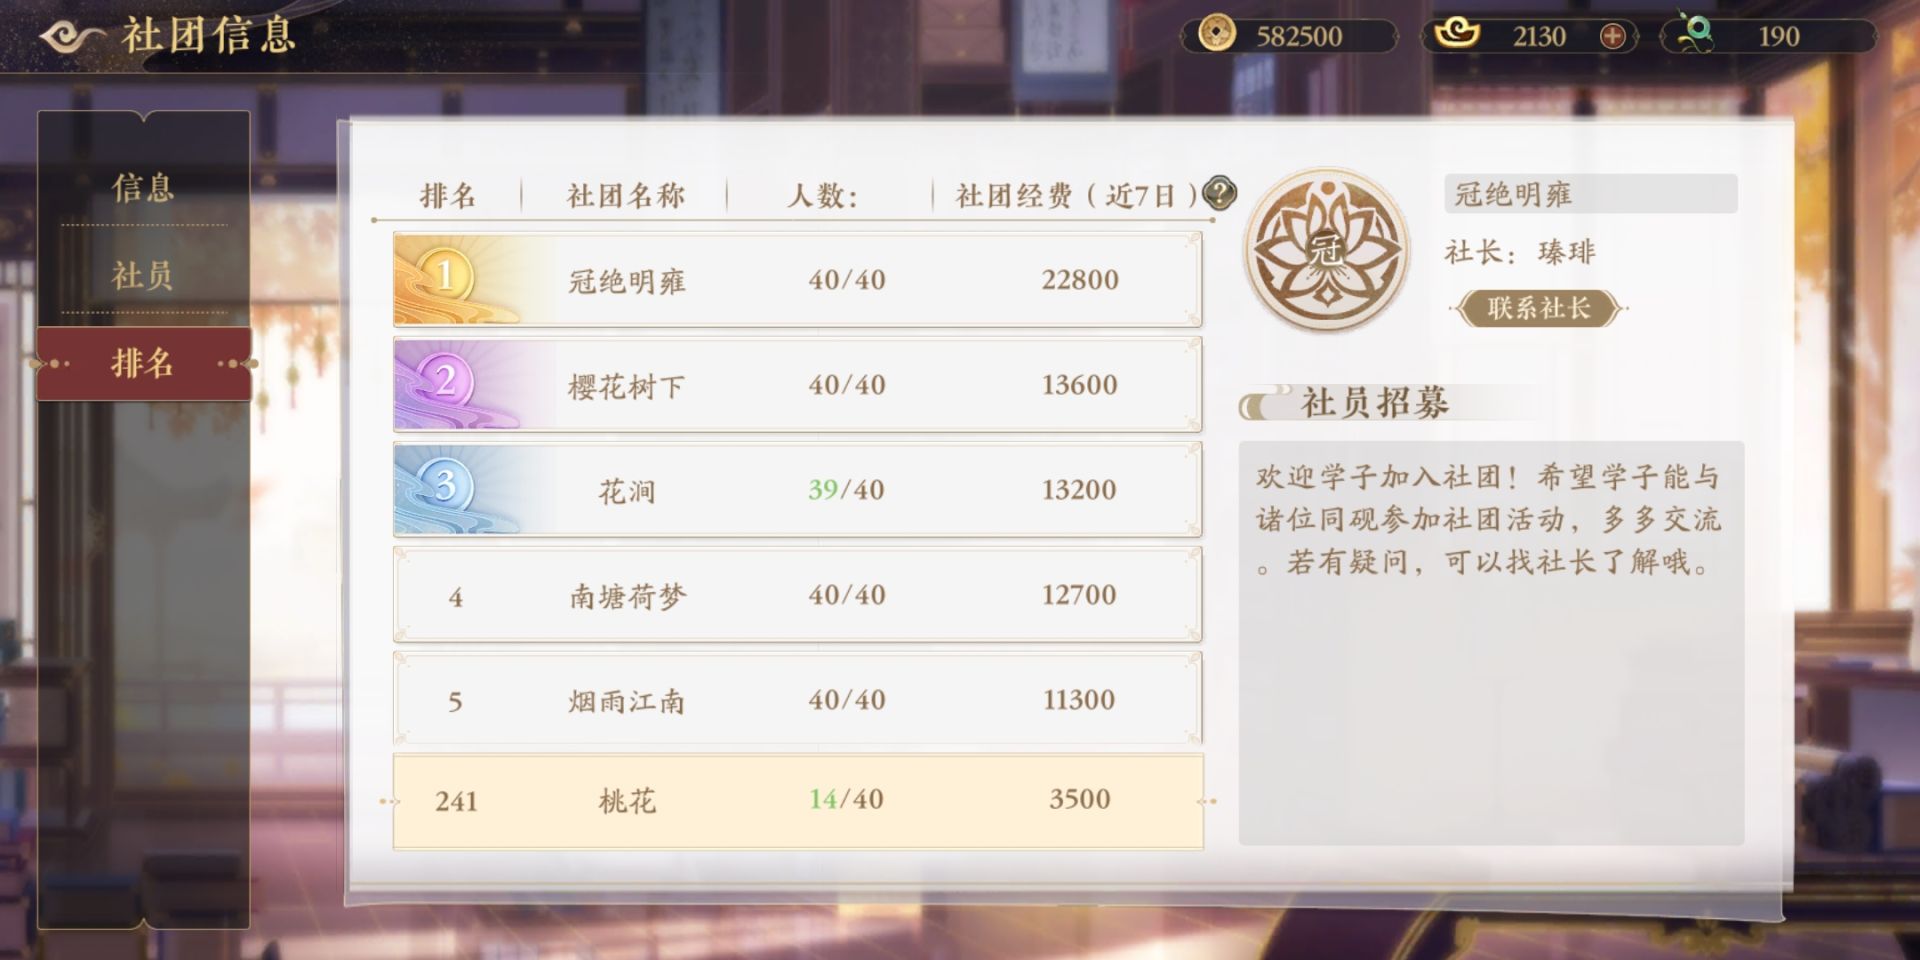 社团信息
582500
2130
190
信息
社员
排名
排名 社团名称 人数： 社团经费（近7日）?
1 冠绝明雍 40/40 22800
2 樱花树下 40/40 13600
3 花涧 39/40 13200
4 南塘荷梦 40/40 12700
5 烟雨江南 40/40 11300
241 桃花 14/40 3500
冠
冠绝明雍
社长：瑧琲
联系社长
社员招募
欢迎学子加入社团！希望学子能与
诸位同砚参加社团活动，多多交流
。若有疑问，可以找社长了解哦。